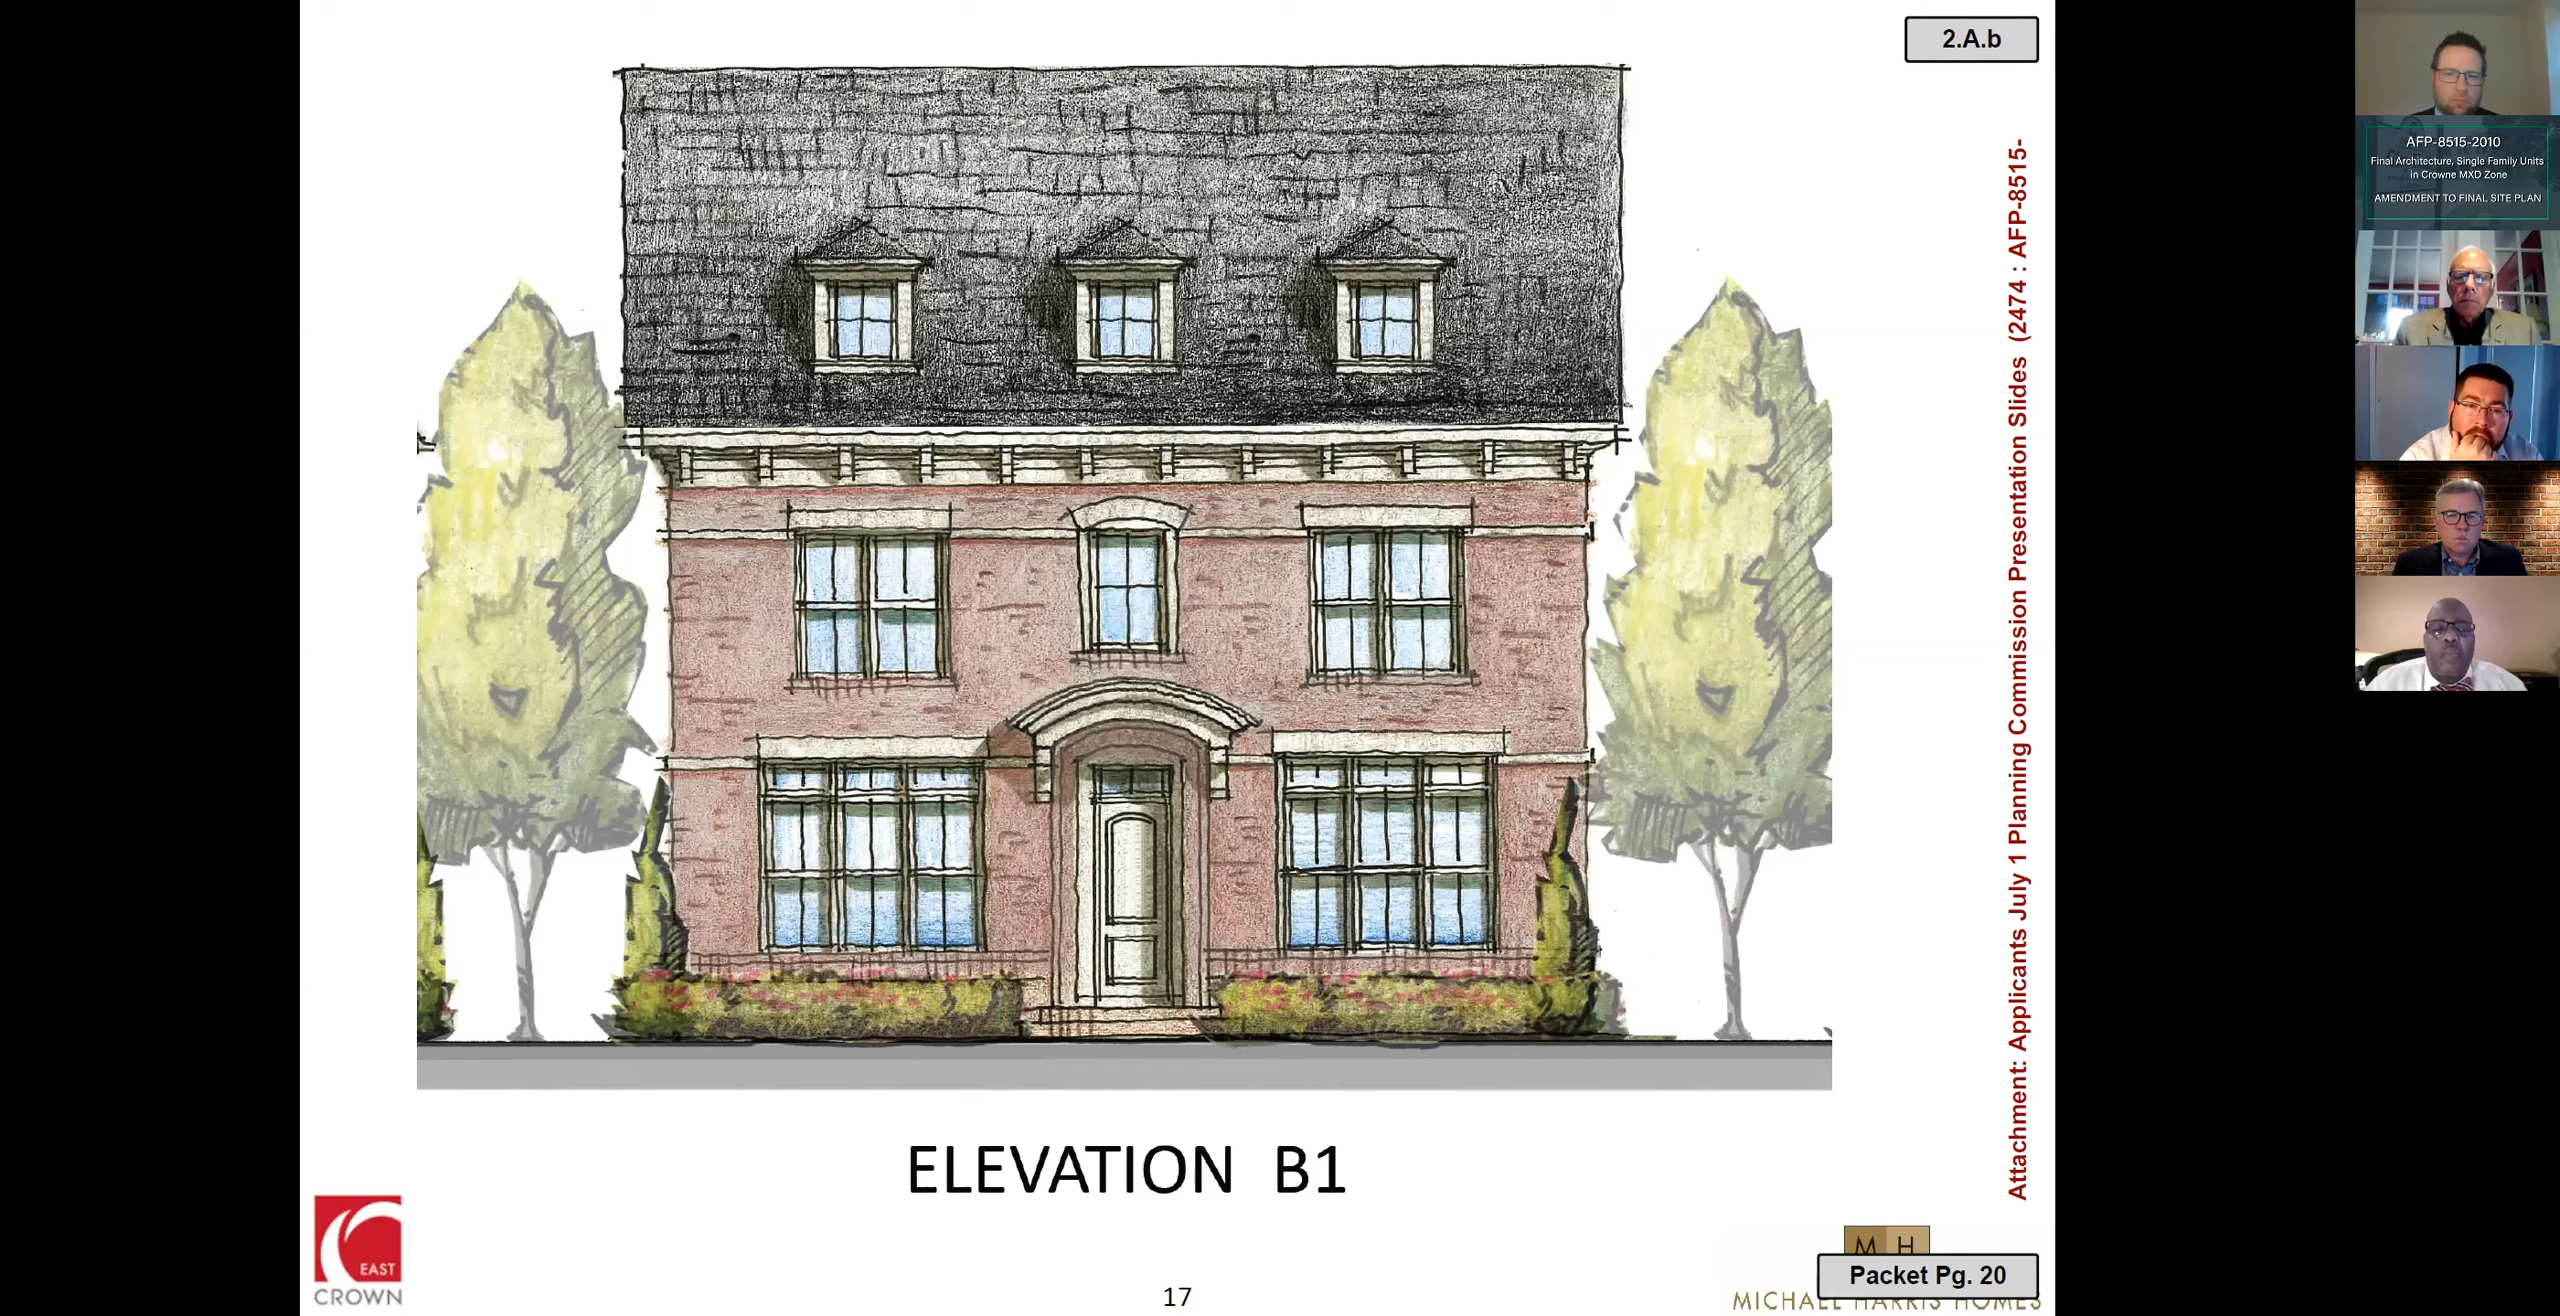 2.A.b
Attachment: Applicants July 1 Planning Commission Presentation Slides (2474 : AFP-8515-
ELEVATION B1
EAST
CROWN
17
M H
Packet Pg. 20
MICHAEL HARRIS HOMES
AFP-8515-2010
Final Architecture, Single Family Units
in Crowne MXD Zone
AMENDMENT TO FINAL SITE PLAN